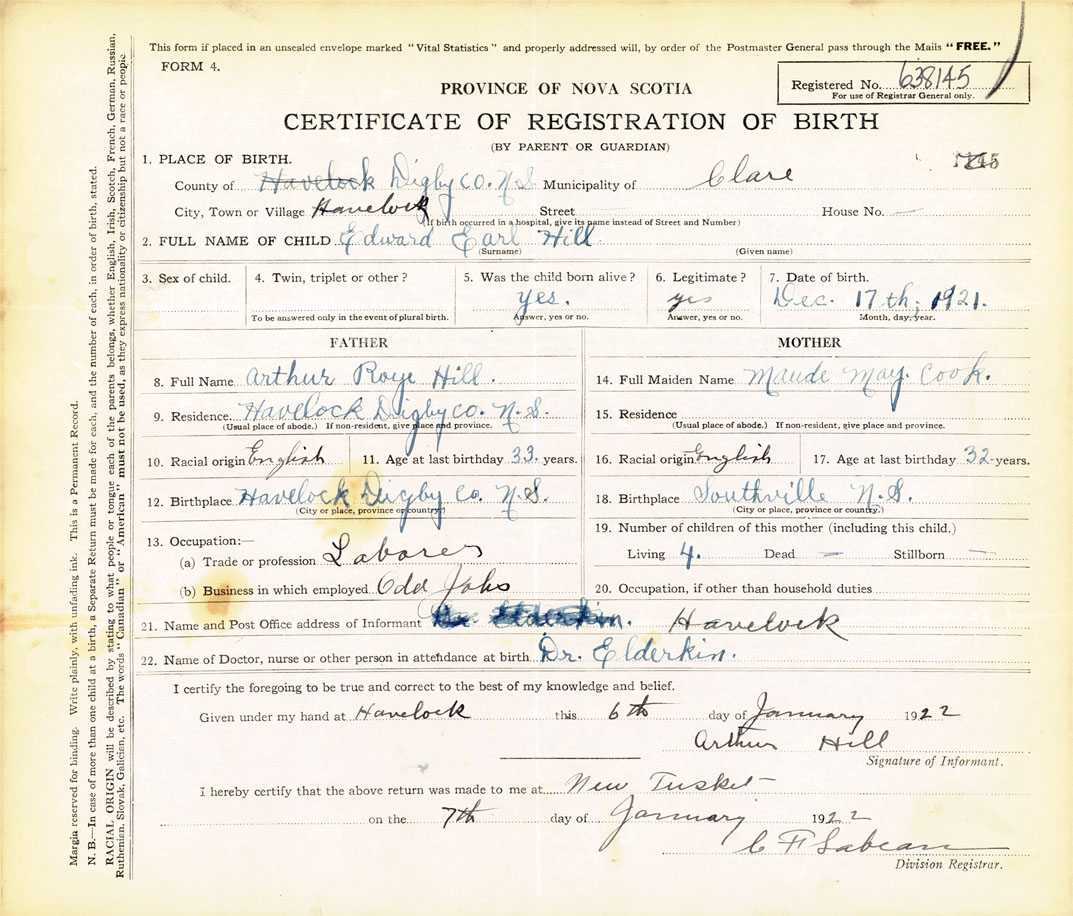 This form if placed in an unsealed envelope marked "Vital Statistics" and properly addressed will, by order of the Postmaster General pass through the Mails "FREE."
FORM 4.
Registered No. 638145
For use of Registrar General only.
PROVINCE OF NOVA SCOTIA
CERTIFICATE OF REGISTRATION OF BIRTH
(BY PARENT OR GUARDIAN)
1. PLACE OF BIRTH.
County of Havelock Digby Co. N.S. Municipality of Clare
City, Town or Village Havelock Street House No. —
(If birth occurred in a hospital, give its name instead of Street and Number)
2. FULL NAME OF CHILD Edward Earl Hill
(Surname) (Given name)
3. Sex of child. 4. Twin, triplet or other? 5. Was the child born alive? 6. Legitimate? 7. Date of birth.
yes. yes Dec. 17th, 1921.
To be answered only in the event of plural birth. Answer, yes or no. Answer, yes or no. Month, day, year.
FATHER MOTHER
8. Full Name Arthur Roye Hill. 14. Full Maiden Name Maude May. Cook.
9. Residence Havelock Digby Co. N.S. 15. Residence
(Usual place of abode.) If non-resident, give place and province. (Usual place of abode.) If non-resident, give place and province.
10. Racial origin English 11. Age at last birthday 33. years. 16. Racial origin English 17. Age at last birthday 32 years.
12. Birthplace Havelock Digby Co. N.S. 18. Birthplace Southville N.S.
(City or place, province or country.) (City or place, province or country.)
13. Occupation:— 19. Number of children of this mother (including this child.)
(a) Trade or profession Laborer Living 4. Dead — Stillborn —
(b) Business in which employed Odd Jobs 20. Occupation, if other than household duties
21. Name and Post Office address of Informant Dr. Elderkin. Havelock
22. Name of Doctor, nurse or other person in attendance at birth Dr. Elderkin.
I certify the foregoing to be true and correct to the best of my knowledge and belief.
Given under my hand at Havelock this 6th day of January 1922
Arthur Hill
Signature of Informant.
I hereby certify that the above return was made to me at New Tusket
on the 7th day of January 1922
C F Sabean
Division Registrar.
Margin reserved for binding. Write plainly, with unfading ink. This is a Permanent Record.
N. B.—In case of more than one child at a birth, a Separate Return must be made for each, and the number of each, in order of birth, stated.
RACIAL ORIGIN will be described by stating to what people or tongue each of the parents belongs, whether English, Irish, Scotch, French, German, Russian,
Ruthenian, Slovak, Galician, etc. The words "Canadian" or "American" must not be used, as they express nationality or citizenship but not a race or people